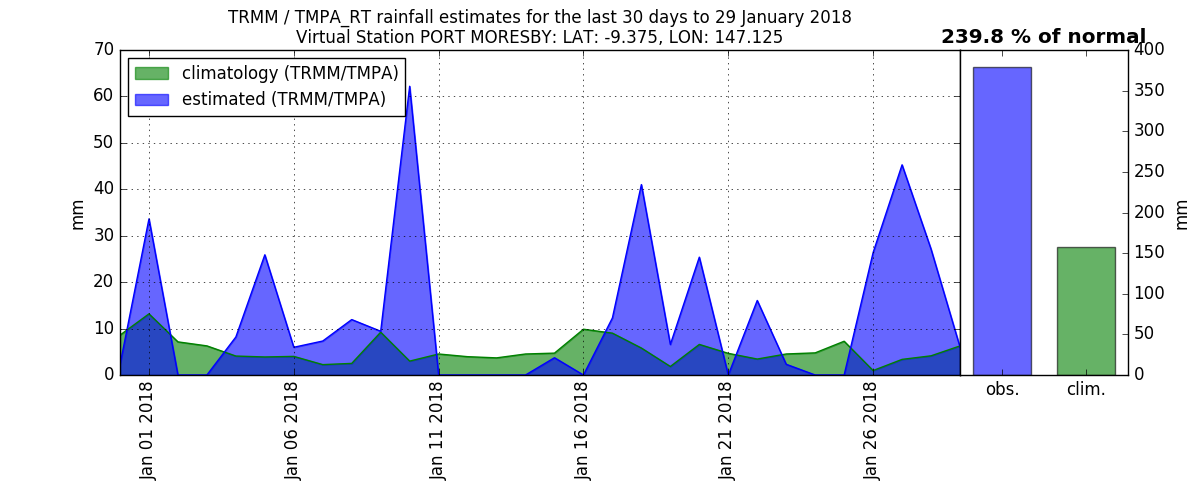 TRMM / TMPA_RT rainfall estimates for the last 30 days to 29 January 2018
Virtual Station PORT MORESBY: LAT: -9.375, LON: 147.125
239.8 % of normal
climatology (TRMM/TMPA)
estimated (TRMM/TMPA)
70
60
50
40
30
20
10
0
mm
Jan 01 2018
Jan 06 2018
Jan 11 2018
Jan 16 2018
Jan 21 2018
Jan 26 2018
obs.
clim.
400
350
300
250
200
150
100
50
0
mm